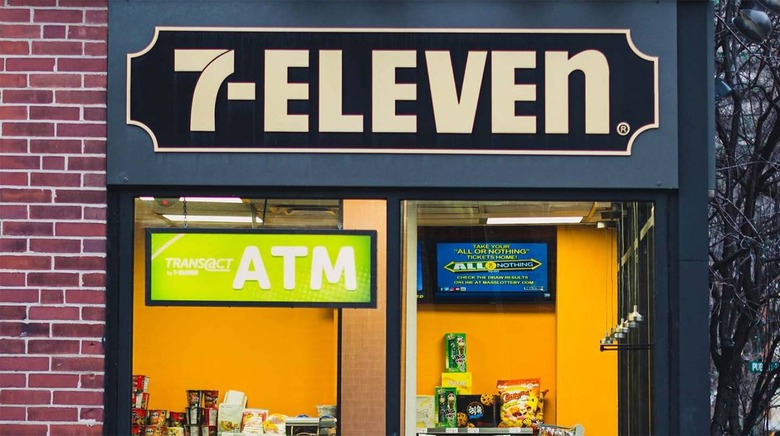 7-ELEVEn®
TRANS@CT
by 7-ELEVEN
ATM
TAKE YOUR
"ALL OR NOTHING"
TICKETS HOME!
ALL OR NOTHING
CHECK THE DRAW RESULTS
ONLINE AT MASSLOTTERY.COM